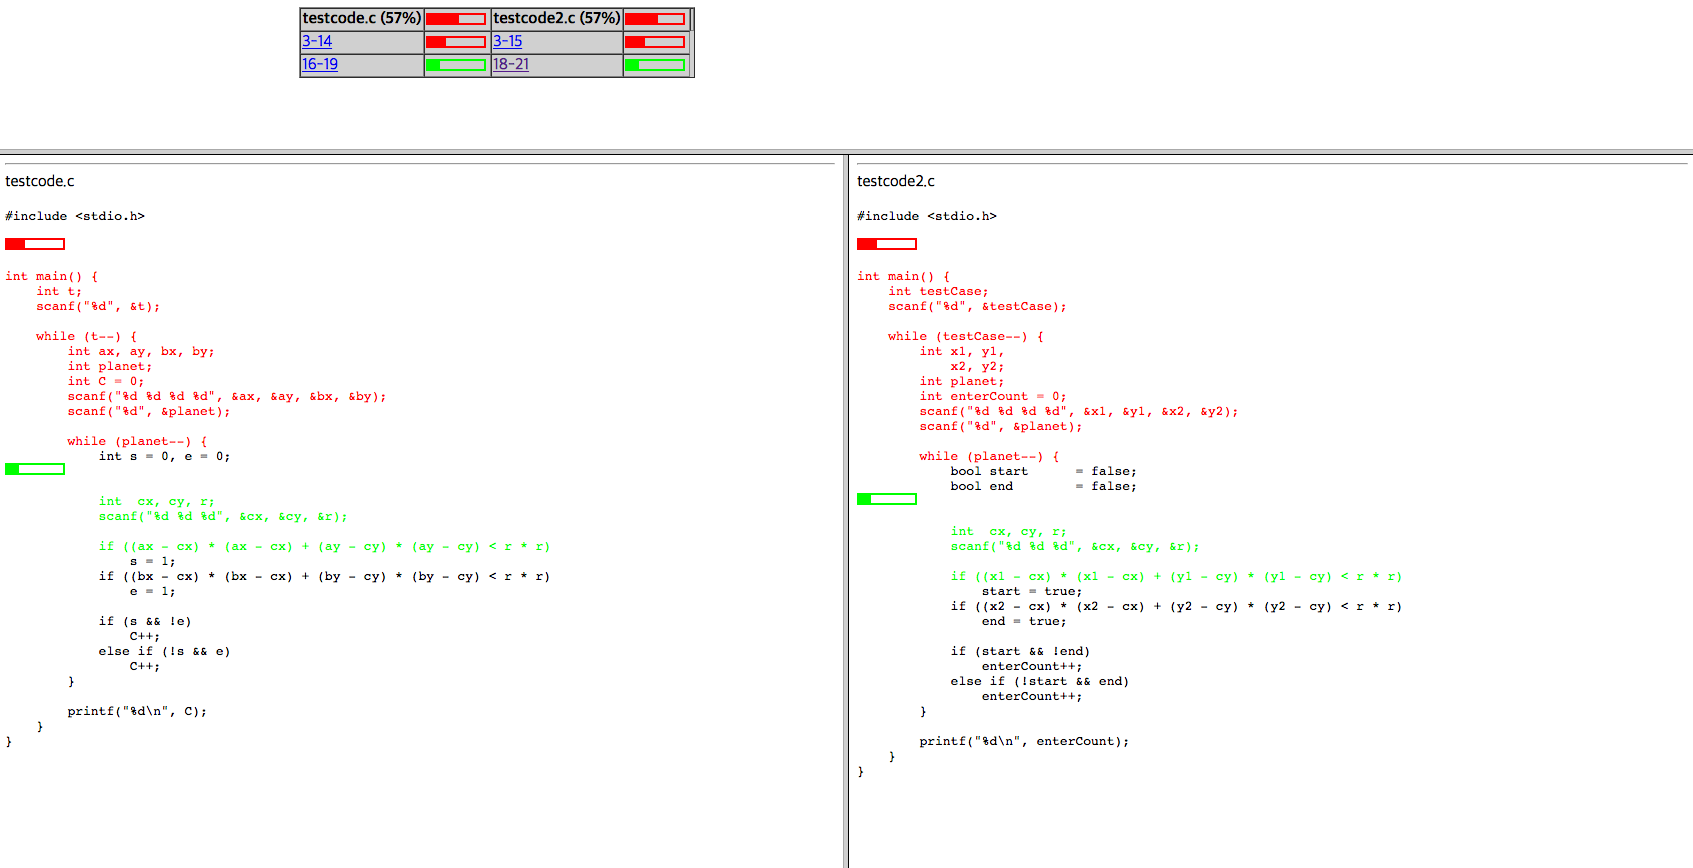 testcode.c (57%) testcode2.c (57%)
3-14 3-15
16-19 18-21
testcode.c
#include <stdio.h>
int main() {
    int t;
    scanf("%d", &t);
    while (t--) {
        int ax, ay, bx, by;
        int planet;
        int C = 0;
        scanf("%d %d %d %d", &ax, &ay, &bx, &by);
        scanf("%d", &planet);
        while (planet--) {
            int s = 0, e = 0;
            int  cx, cy, r;
            scanf("%d %d %d", &cx, &cy, &r);
            if ((ax - cx) * (ax - cx) + (ay - cy) * (ay - cy) < r * r)
                s = 1;
            if ((bx - cx) * (bx - cx) + (by - cy) * (by - cy) < r * r)
                e = 1;
            if (s && !e)
                C++;
            else if (!s && e)
                C++;
        }
        printf("%d\n", C);
    }
}
testcode2.c
#include <stdio.h>
int main() {
    int testCase;
    scanf("%d", &testCase);
    while (testCase--) {
        int x1, y1,
            x2, y2;
        int planet;
        int enterCount = 0;
        scanf("%d %d %d %d", &x1, &y1, &x2, &y2);
        scanf("%d", &planet);
        while (planet--) {
            bool start      = false;
            bool end        = false;
            int  cx, cy, r;
            scanf("%d %d %d", &cx, &cy, &r);
            if ((x1 - cx) * (x1 - cx) + (y1 - cy) * (y1 - cy) < r * r)
                start = true;
            if ((x2 - cx) * (x2 - cx) + (y2 - cy) * (y2 - cy) < r * r)
                end = true;
            if (start && !end)
                enterCount++;
            else if (!start && end)
                enterCount++;
        }
        printf("%d\n", enterCount);
    }
}